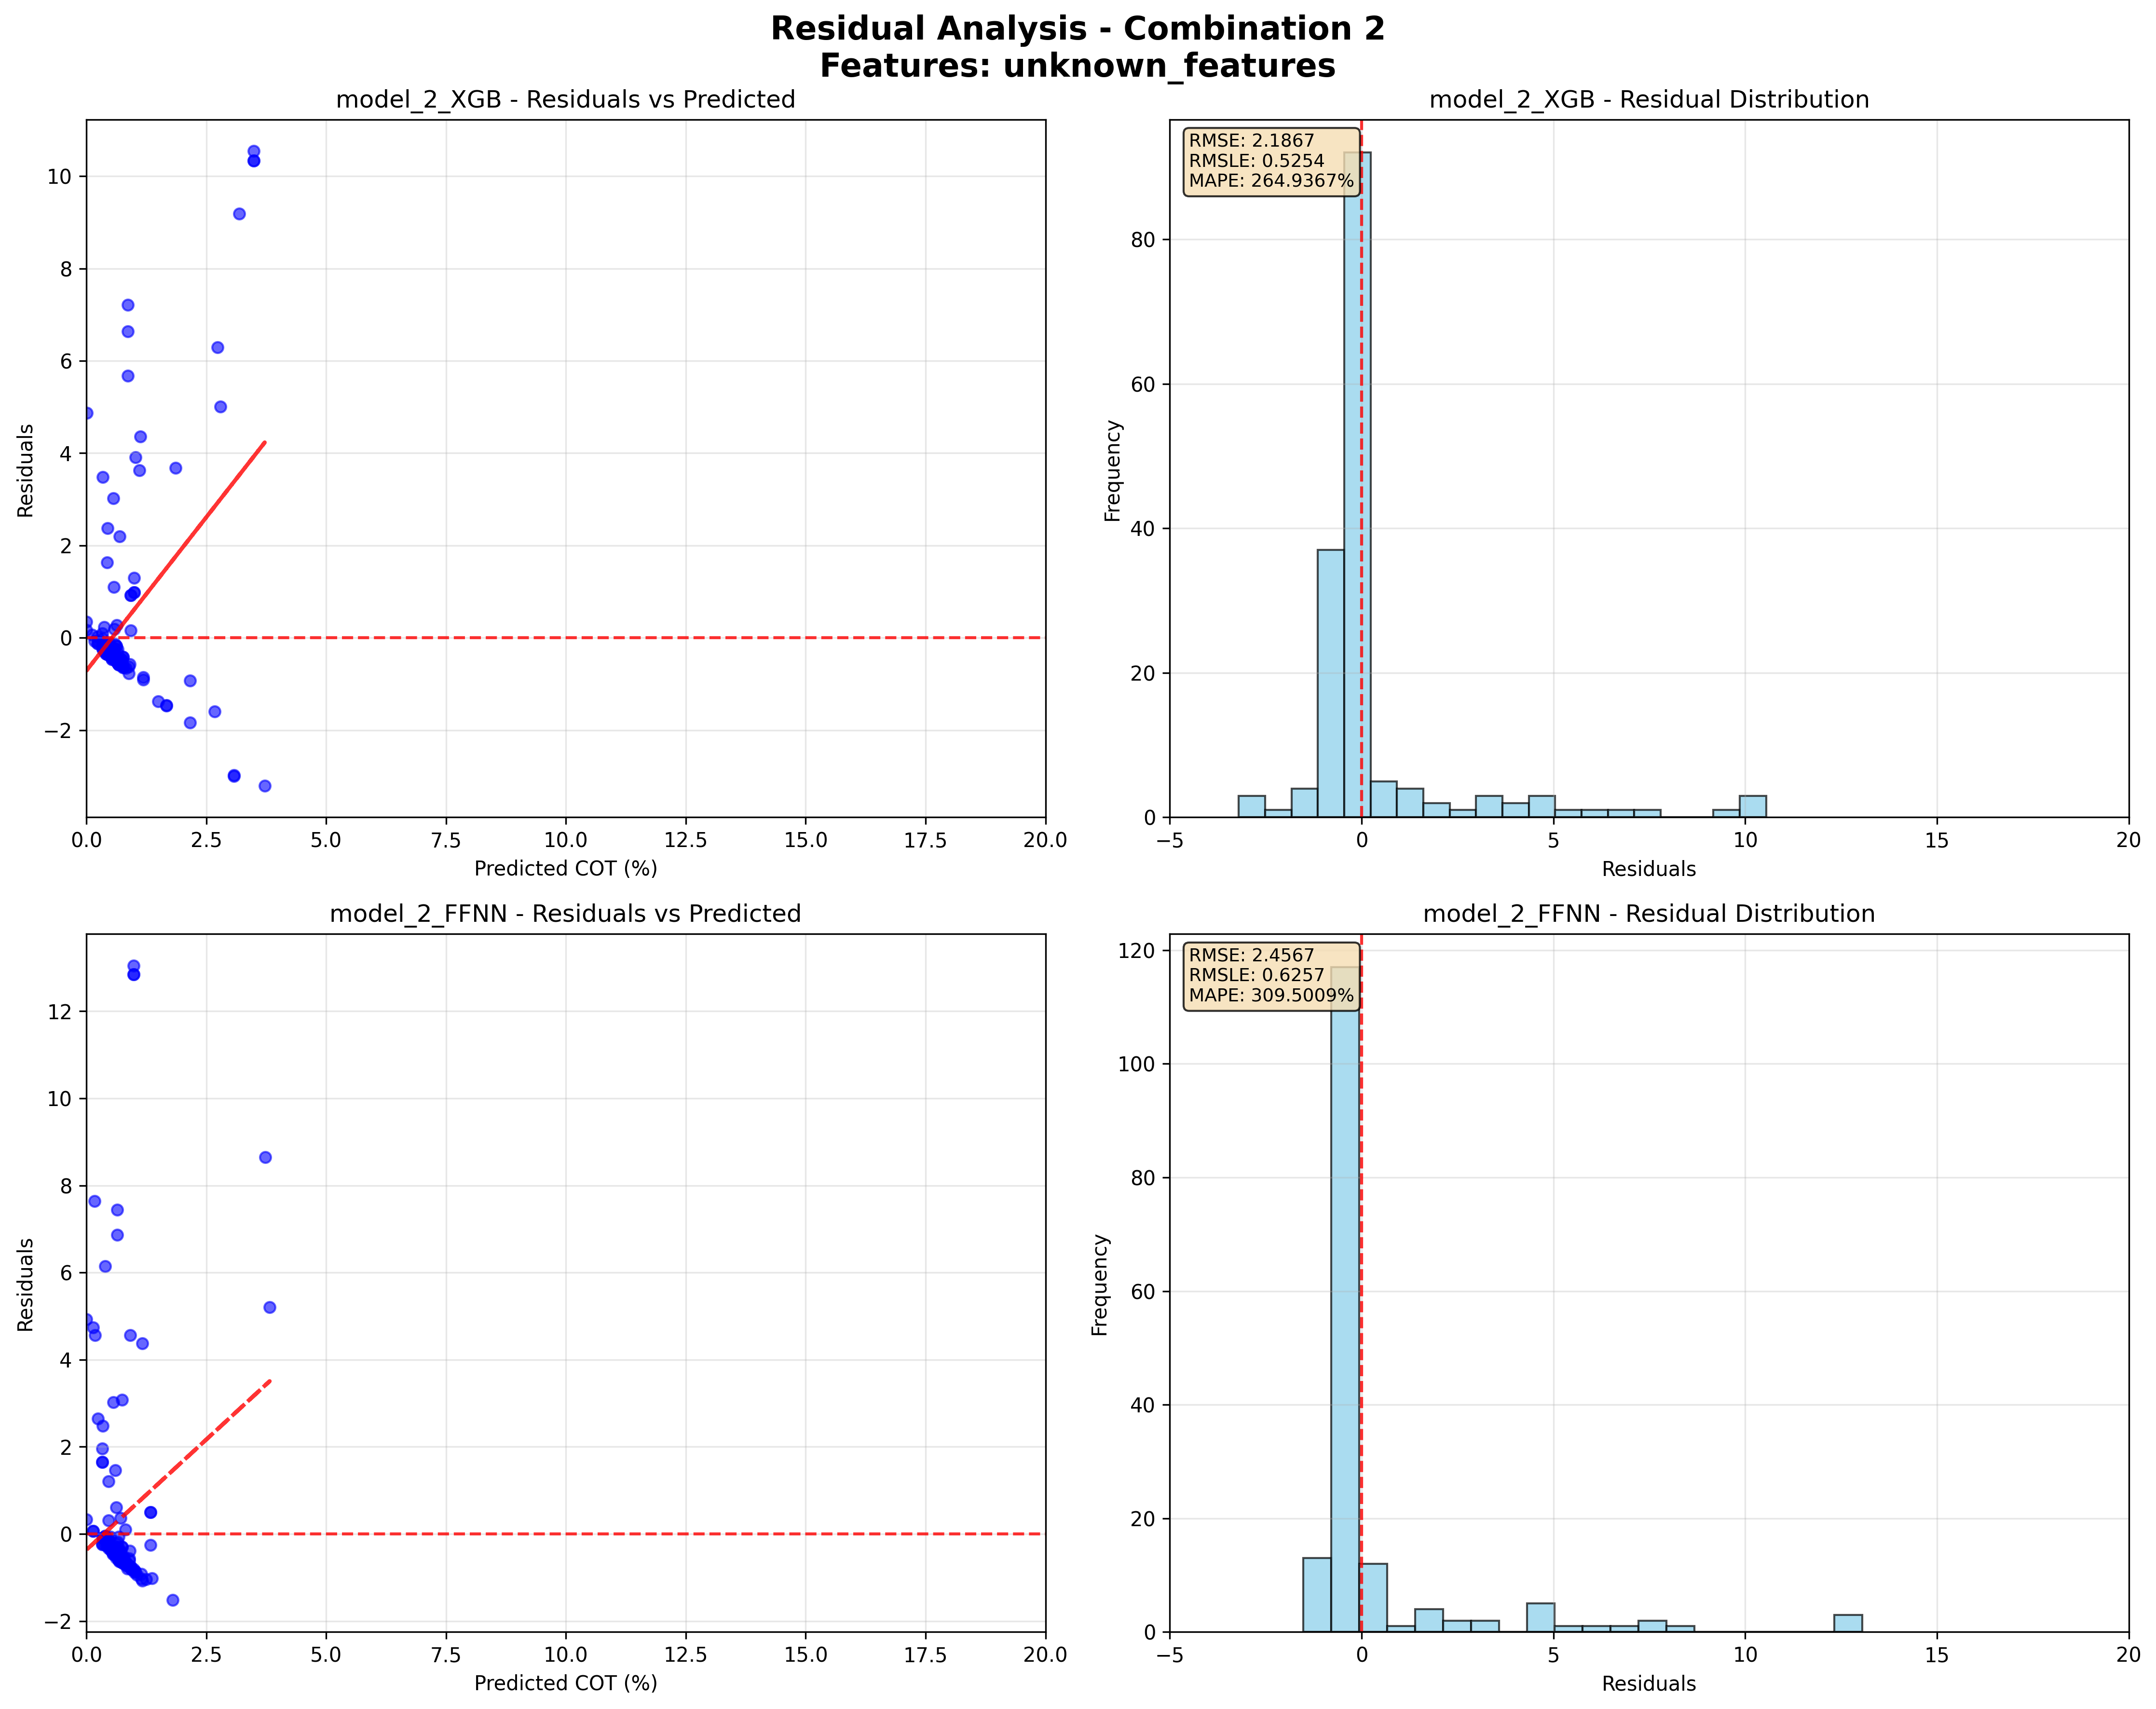 Residual Analysis - Combination 2
Features: unknown_features
model_2_XGB - Residuals vs Predicted
10
8
6
4
2
0
−2
Residuals
0.0 2.5 5.0 7.5 10.0 12.5 15.0 17.5 20.0
Predicted COT (%)
model_2_XGB - Residual Distribution
RMSE: 2.1867
RMSLE: 0.5254
MAPE: 264.9367%
80
60
40
20
0
Frequency
−5 0 5 10 15 20
Residuals
model_2_FFNN - Residuals vs Predicted
12
10
8
6
4
2
0
−2
Residuals
0.0 2.5 5.0 7.5 10.0 12.5 15.0 17.5 20.0
Predicted COT (%)
model_2_FFNN - Residual Distribution
RMSE: 2.4567
RMSLE: 0.6257
MAPE: 309.5009%
120
100
80
60
40
20
0
Frequency
−5 0 5 10 15 20
Residuals